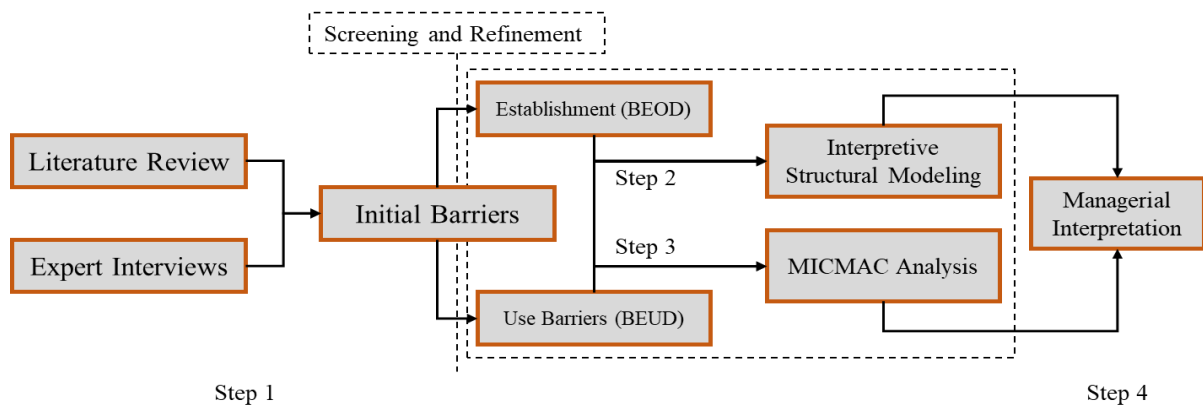 Screening and Refinement
Literature Review
Expert Interviews
Initial Barriers
Establishment (BEOD)
Use Barriers (BEUD)
Step 2
Step 3
Interpretive
Structural Modeling
MICMAC Analysis
Managerial
Interpretation
Step 1
Step 4